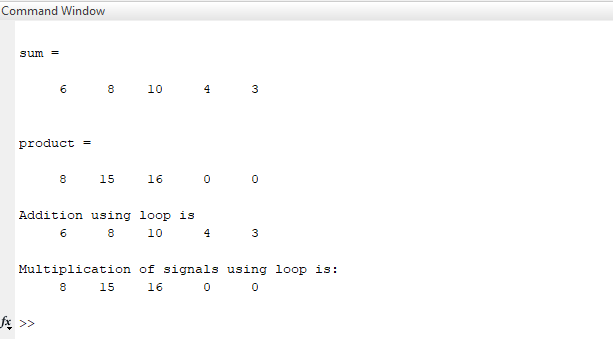 Command Window
sum =
6 8 10 4 3
product =
8 15 16 0 0
Addition using loop is
6 8 10 4 3
Multiplication of signals using loop is:
8 15 16 0 0
fx >>